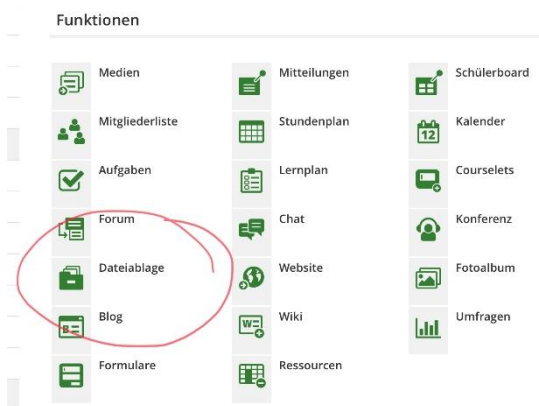 Funktionen
Medien
Mitteilungen
Schülerboard
Mitgliederliste
Stundenplan
12
Kalender
Aufgaben
Lernplan
Courselets
Forum
Chat
Konferenz
Dateiablage
Website
Fotoalbum
B
Blog
W
Wiki
Umfragen
Formulare
Ressourcen